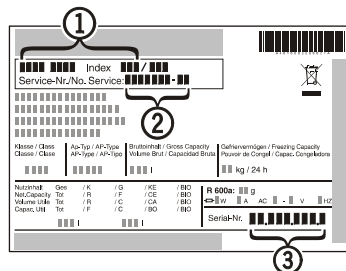 1
Index /
Service-Nr./No. Service: -
2
Klasse / Class
Classe / Clase
Ap-Typ / AP-Type
AP-Type / AP-Tipo
Bruttoinhalt / Gross Capacity
Volume Brut / Capacidad Bruta
Gefriervermögen / Freezing Capacity
Pouvoir de Congel / Capac. Congeladora
l
kg / 24 h
Nutzinhalt Ges / K / G / KE / BIO
Net.Capacity Tot / R / F / CE / BIO
Volume Utile Tot / R / C / CA / BIO
Capac, Util Tot / F / C / BO / BIO
l l
R 600a: g
W A AC - V HZ
Serial-Nr.
3